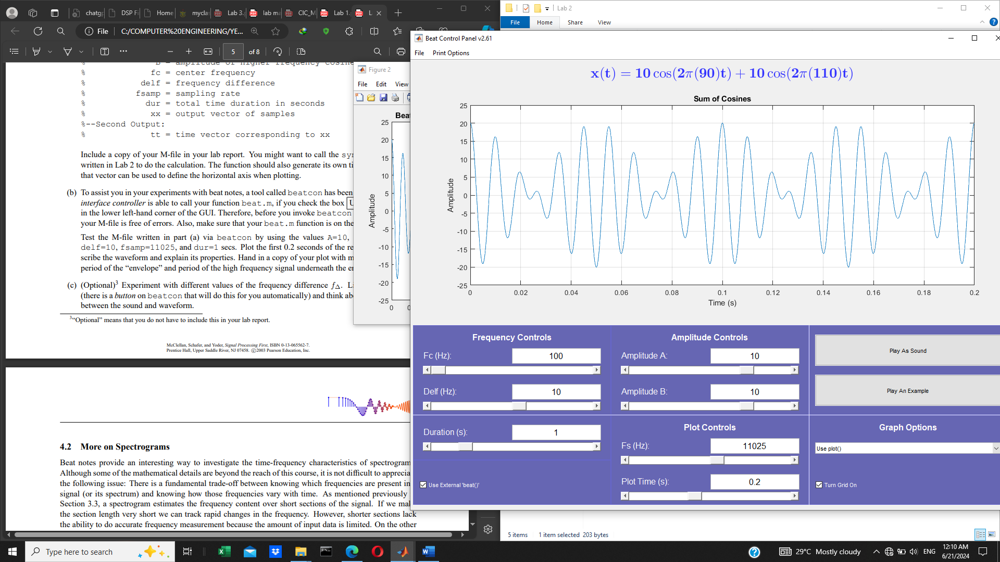 chatg
DSP Fi
Home
mycla
Lab 3.
lab m
CIC_M
Lab 1.
L
File
C:/COMPUTER%20ENGINEERING/YE...
5
of 8
fc = center frequency
% delf = frequency difference
% fsamp = sampling rate
% dur = total time duration in seconds
% xx = output vector of samples
%--Second Output:
% tt = time vector corresponding to xx
Include a copy of your M-file in your lab report. You might want to call the syn
written in Lab 2 to do the calculation. The function should also generate its own ti
that vector can be used to define the horizontal axis when plotting.
(b) To assist you in your experiments with beat notes, a tool called beatcon has been
interface controller is able to call your function beat.m, if you check the box U
in the lower left-hand corner of the GUI. Therefore, before you invoke beatcon
your M-file is free of errors. Also, make sure that your beat.m function is on the
Test the M-file written in part (a) via beatcon by using the values A=10,
delf=10, fsamp=11025, and dur=1 secs. Plot the first 0.2 seconds of the re
scribe the waveform and explain its properties. Hand in a copy of your plot with m
period of the “envelope” and period of the high frequency signal underneath the en
(c) (Optional)3 Experiment with different values of the frequency difference fΔ. Li
(there is a button on beatcon that will do this for you automatically) and think ab
between the sound and waveform.
3“Optional” means that you do not have to include this in your lab report.
McClellan, Schafer, and Yoder, Signal Processing First, ISBN 0-13-065562-7.
Prentice Hall, Upper Saddle River, NJ 07458. ©2003 Pearson Education, Inc.
4.2 More on Spectrograms
Beat notes provide an interesting way to investigate the time-frequency characteristics of spectrogram
Although some of the mathematical details are beyond the reach of this course, it is not difficult to apprecia
the following issue: There is a fundamental trade-off between knowing which frequencies are present in
signal (or its spectrum) and knowing how those frequencies vary with time. As mentioned previously
Section 3.3, a spectrogram estimates the frequency content over short sections of the signal. If we mak
the section length very short we can track rapid changes in the frequency. However, shorter sections lack
the ability to do accurate frequency measurement because the amount of input data is limited. On the other
Figure 2
File Edit View
Beat
25
20
15
10
5
0
-5
-10
-15
-20
-25
0
Amplitude
Lab 2
File Home Share View
Beat Control Panel v2.61
File Print Options
x(t) = 10 cos(2π(90)t) + 10 cos(2π(110)t)
Sum of Cosines
25
20
15
10
5
0
-5
-10
-15
-20
-25
Amplitude
0 0.02 0.04 0.06 0.08 0.1 0.12 0.14 0.16 0.18 0.2
Time (s)
Frequency Controls
Fc (Hz): 100
Delf (Hz): 10
Duration (s): 1
Use External 'beat()'
Amplitude Controls
Amplitude A: 10
Amplitude B: 10
Plot Controls
Fs (Hz): 11025
Plot Time (s): 0.2
Play As Sound
Play An Example
Graph Options
Use plot()
Turn Grid On
5 items 1 item selected 203 bytes
Type here to search
29°C Mostly cloudy
ENG
12:10 AM
6/21/2024